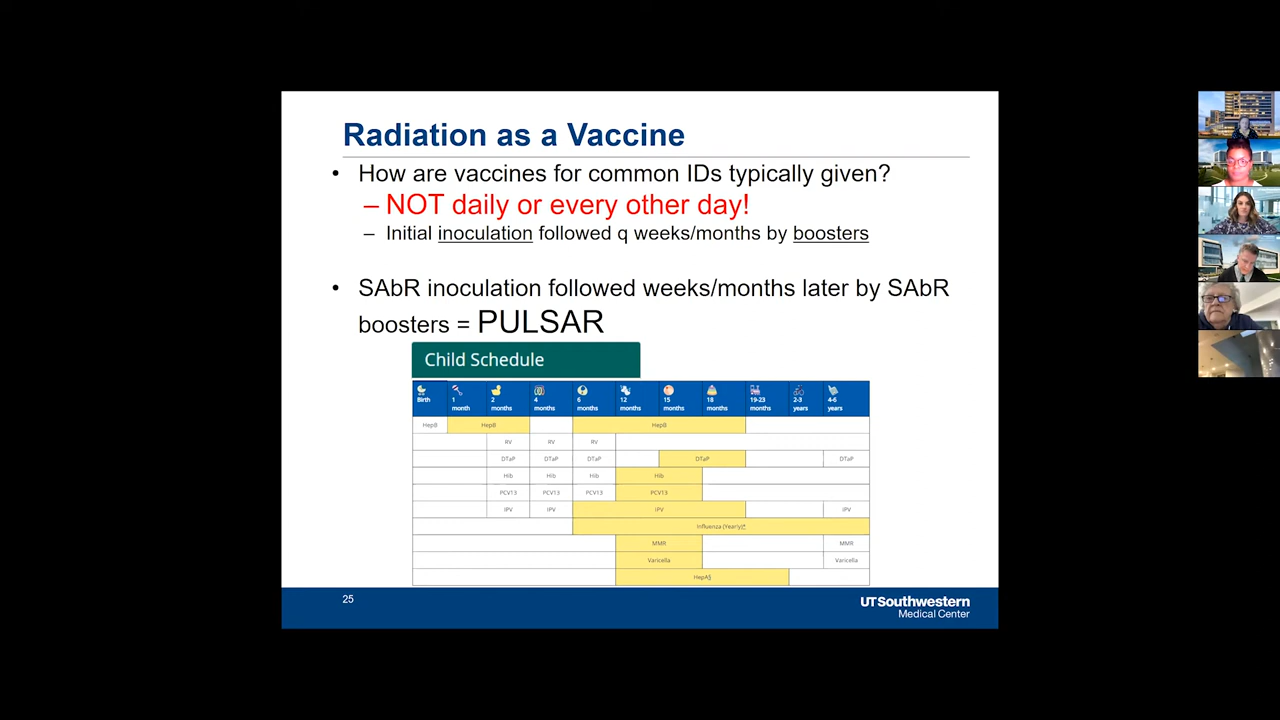 Radiation as a Vaccine
• How are vaccines for common IDs typically given?
– NOT daily or every other day!
– Initial inoculation followed q weeks/months by boosters
• SAbR inoculation followed weeks/months later by SAbR
boosters = PULSAR
Child Schedule
Birth 1 month 2 months 4 months 6 months 12 months 15 months 18 months 19-23 months 2-3 years 4-6 years
HepB HepB HepB
RV RV RV
DTaP DTaP DTaP DTaP DTaP
Hib Hib Hib Hib
PCV13 PCV13 PCV13 PCV13
IPV IPV IPV IPV
Influenza (Yearly)*
MMR MMR
Varicella Varicella
HepA§
25
UTSouthwestern
Medical Center